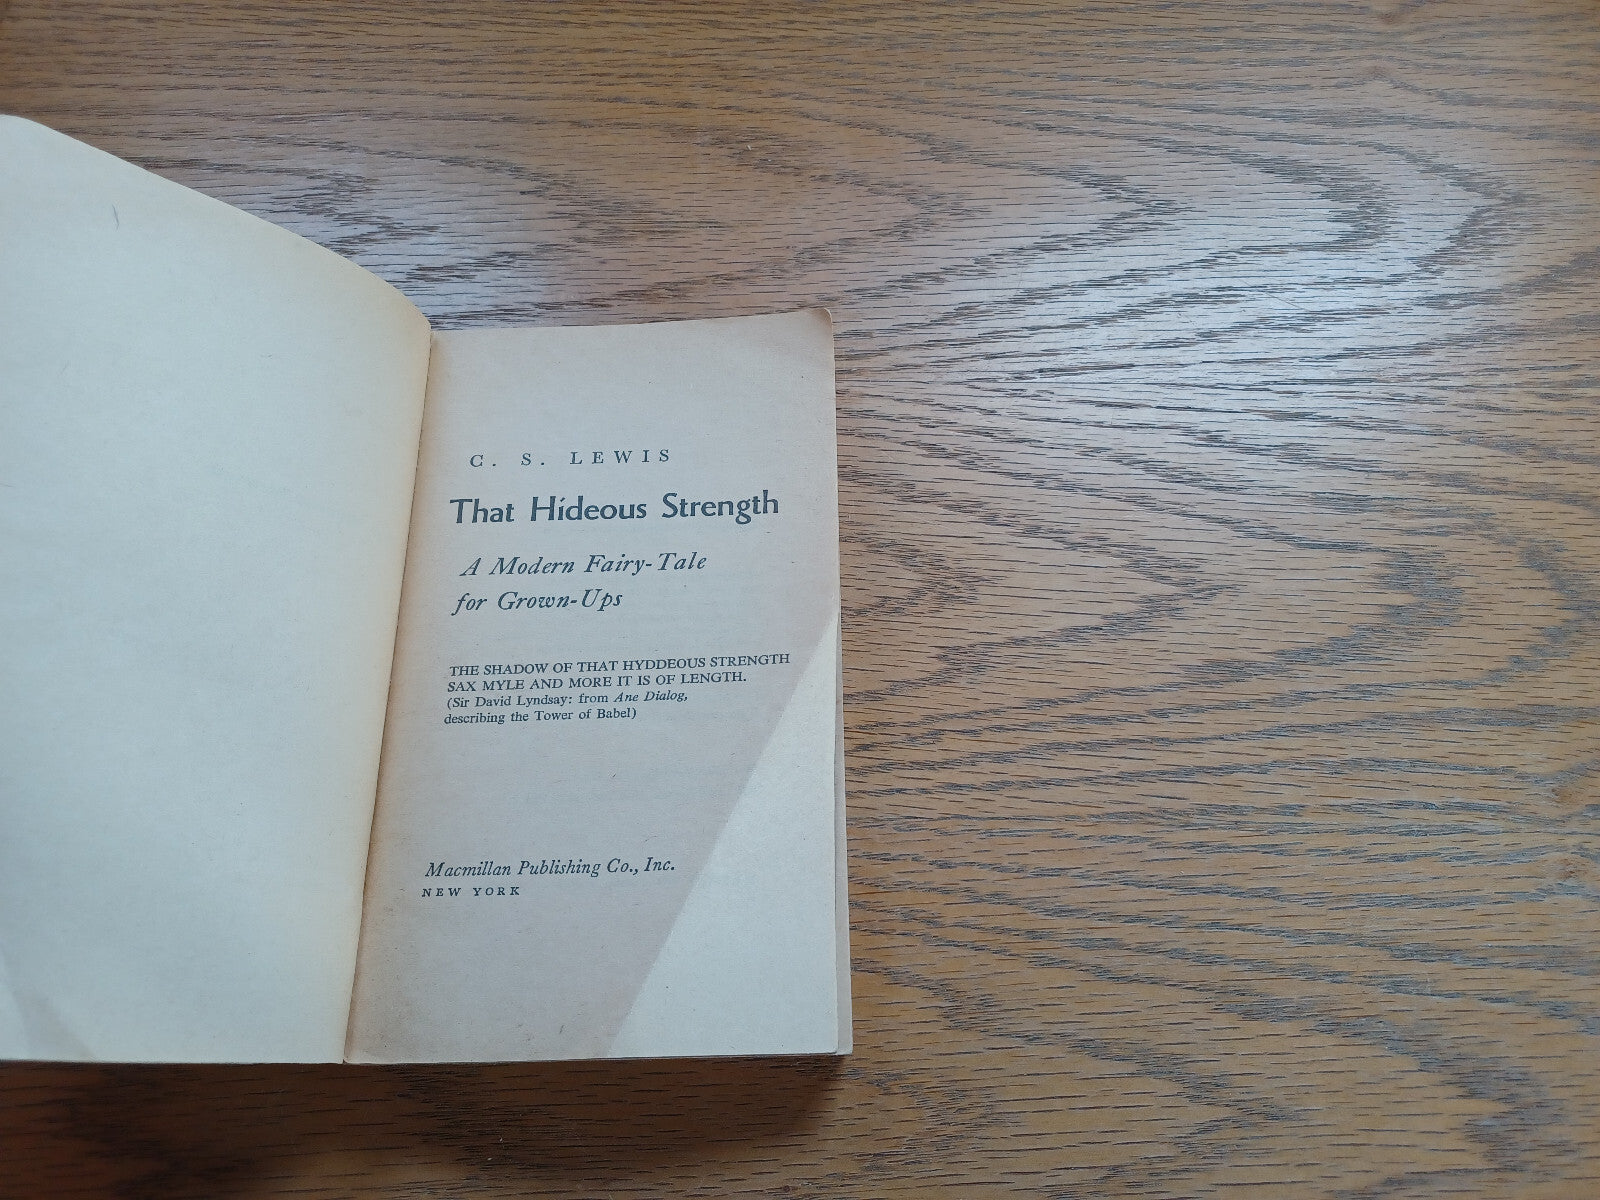 C. S. LEWIS
That Hideous Strength
A Modern Fairy-Tale
for Grown-Ups
THE SHADOW OF THAT HYDDEOUS STRENGTH
SAX MYLE AND MORE IT IS OF LENGTH.
(Sir David Lyndsay: from Ane Dialog,
describing the Tower of Babel)
Macmillan Publishing Co., Inc.
NEW YORK